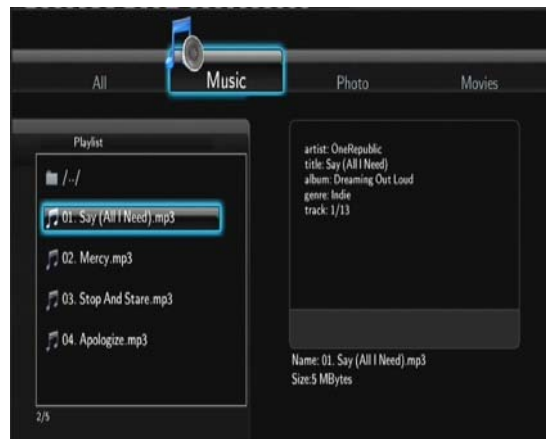 All
Music
Photo
Movies
Playlist
/../
01. Say (All I Need).mp3
02. Mercy.mp3
03. Stop And Stare.mp3
04. Apologize.mp3
2/5
artist: OneRepublic
title: Say (All I Need)
album: Dreaming Out Loud
genre: Indie
track: 1/13
Name: 01. Say (All I Need).mp3
Size:5 MBytes